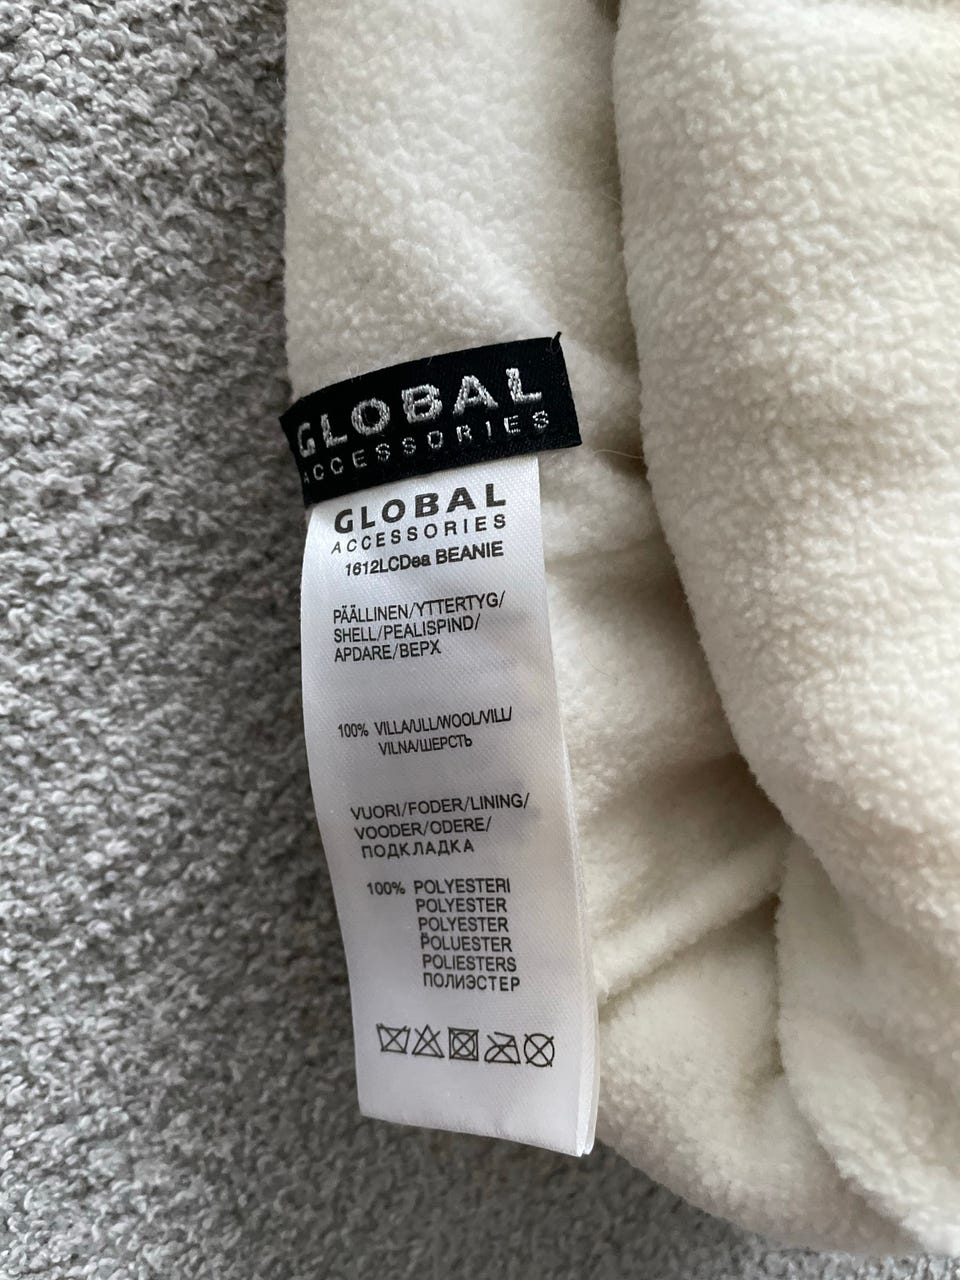 GLOBAL
ACCESSORIES
GLOBAL
ACCESSORIES
1612LCDea BEANIE
PÄÄLLINEN/YTTERTYG/
SHELL/PEALISPIND/
APDARE/ВЕРХ
100% VILLA/ULL/WOOL/VILL/
VILNA/ШЕРСТЬ
VUORI/FODER/LINING/
VOODER/ODERE/
ПОДКЛАДКА
100% POLYESTERI
POLYESTER
POLYESTER
POLUESTER
POLIESTERS
ПОЛИЭСТЕР